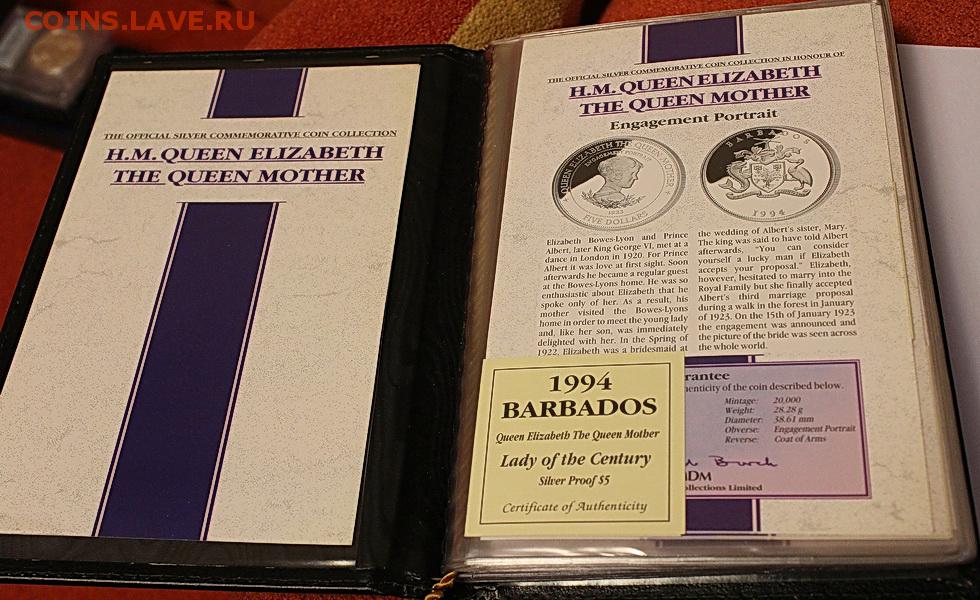 COINS.LAVE.RU
THE OFFICIAL SILVER COMMEMORATIVE COIN COLLECTION
H.M. QUEEN ELIZABETH
THE QUEEN MOTHER
THE OFFICIAL SILVER COMMEMORATIVE COIN COLLECTION IN HONOUR OF
H.M. QUEEN ELIZABETH
THE QUEEN MOTHER
Engagement Portrait
QUEEN ELIZABETH THE QUEEN MOTHER
ENGAGEMENT PORTRAIT
1923
FIVE DOLLARS
BARBADOS
1994
Elizabeth Bowes-Lyon and Prince
Albert, later King George VI, met at a
dance in London in 1920. For Prince
Albert it was love at first sight. Soon
afterwards he became a regular guest
at the Bowes-Lyons home. He was so
enthusiastic about Elizabeth that he
spoke only of her. As a result, his
mother visited the Bowes-Lyons
home in order to meet the young lady
and, like her son, was immediately
delighted with her. In the Spring of
1922, Elizabeth was a bridesmaid at
the wedding of Albert's sister, Mary.
The king was said to have told Albert
afterwards, "You can consider
yourself a lucky man if Elizabeth
accepts your proposal." Elizabeth,
however, hesitated to marry into the
Royal Family but she finally accepted
Albert's third marriage proposal
during a walk in the forest in January
of 1923. On the 15th of January 1923
the engagement was announced and
the picture of the bride was seen across
the whole world.
1994
BARBADOS
Queen Elizabeth The Queen Mother
Lady of the Century
Silver Proof $5
Certificate of Authenticity
rantee
henticity of the coin described below.
Mintage: 20,000
Weight: 28.28 g
Diameter: 38.61 mm
Obverse: Engagement Portrait
Reverse: Coat of Arms
DM
ollections Limited